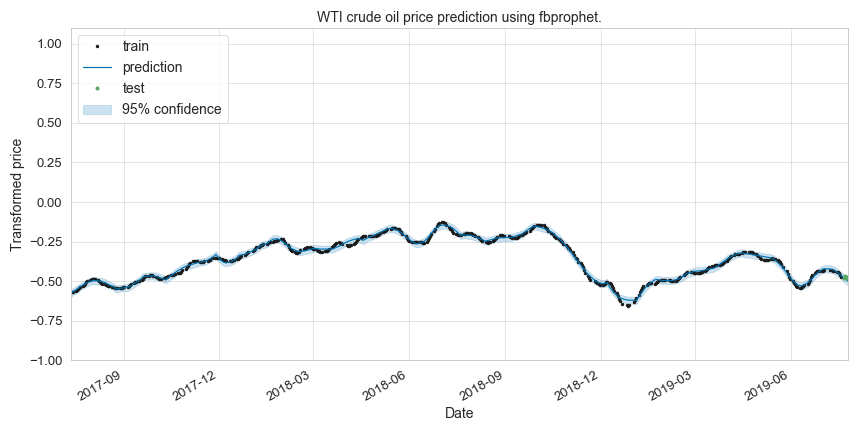 WTI crude oil price prediction using fbprophet.
train
prediction
test
95% confidence
Transformed price
1.00
0.75
0.50
0.25
0.00
−0.25
−0.50
−0.75
−1.00
2017-09
2017-12
2018-03
2018-06
2018-09
2018-12
2019-03
2019-06
Date